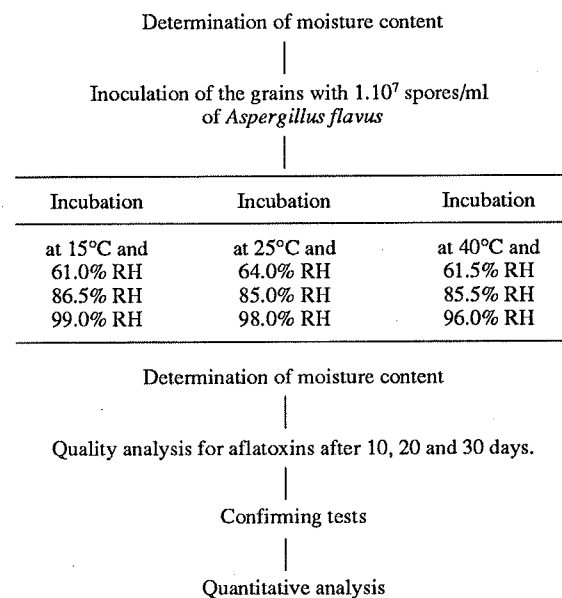 Determination of moisture content
Inoculation of the grains with 1.10⁷ spores/ml
of Aspergillus flavus
Incubation Incubation Incubation
at 15°C and at 25°C and at 40°C and
61.0% RH 64.0% RH 61.5% RH
86.5% RH 85.0% RH 85.5% RH
99.0% RH 98.0% RH 96.0% RH
Determination of moisture content
Quality analysis for aflatoxins after 10, 20 and 30 days.
Confirming tests
Quantitative analysis